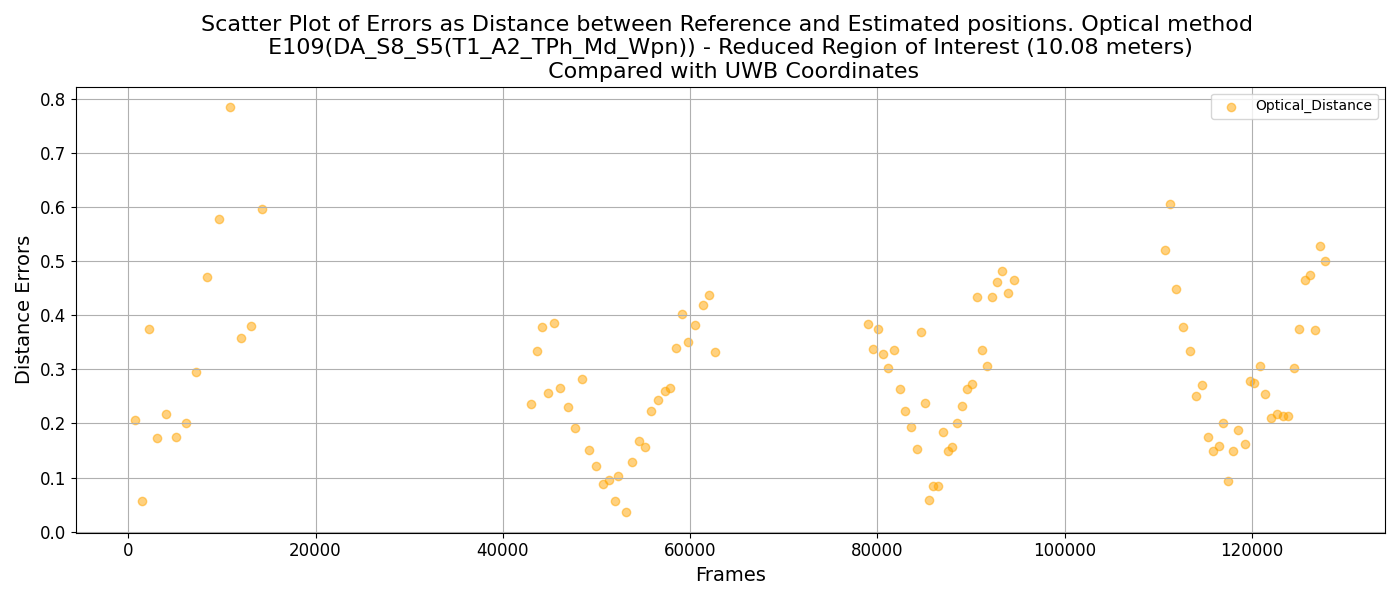 Scatter Plot of Errors as Distance between Reference and Estimated positions. Optical method
E109(DA_S8_S5(T1_A2_TPh_Md_Wpn)) - Reduced Region of Interest (10.08 meters)
Compared with UWB Coordinates
Optical_Distance
Distance Errors
0.8
0.7
0.6
0.5
0.4
0.3
0.2
0.1
0.0
0 20000 40000 60000 80000 100000 120000
Frames